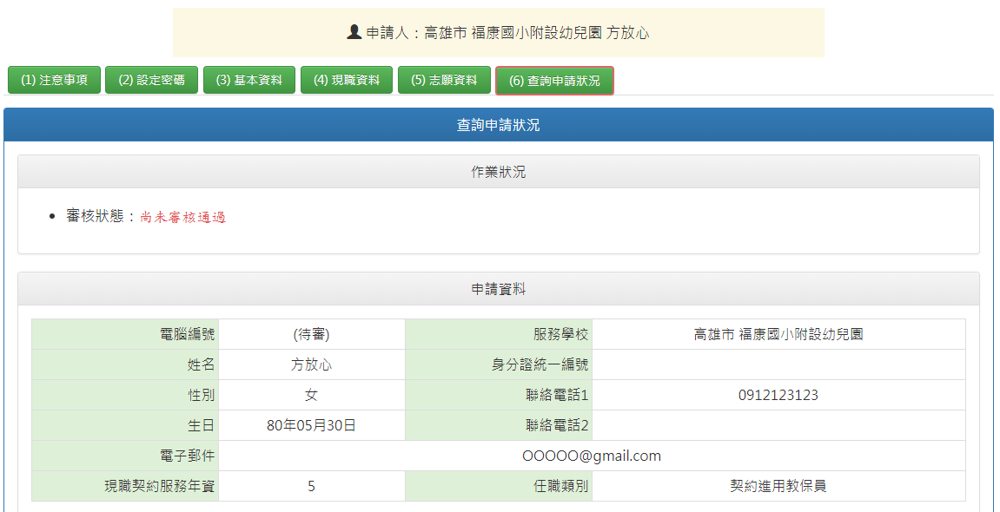 申請人：高雄市 福康國小附設幼兒園 方放心
(1) 注意事項 (2) 設定密碼 (3) 基本資料 (4) 現職資料 (5) 志願資料 (6) 查詢申請狀況
查詢申請狀況
作業狀況
審核狀態：尚未審核通過
申請資料
電腦編號 (待審) 服務學校 高雄市 福康國小附設幼兒園
姓名 方放心 身分證統一編號
性別 女 聯絡電話1 0912123123
生日 80年05月30日 聯絡電話2
電子郵件 OOOOO@gmail.com
現職契約服務年資 5 任職類別 契約進用教保員